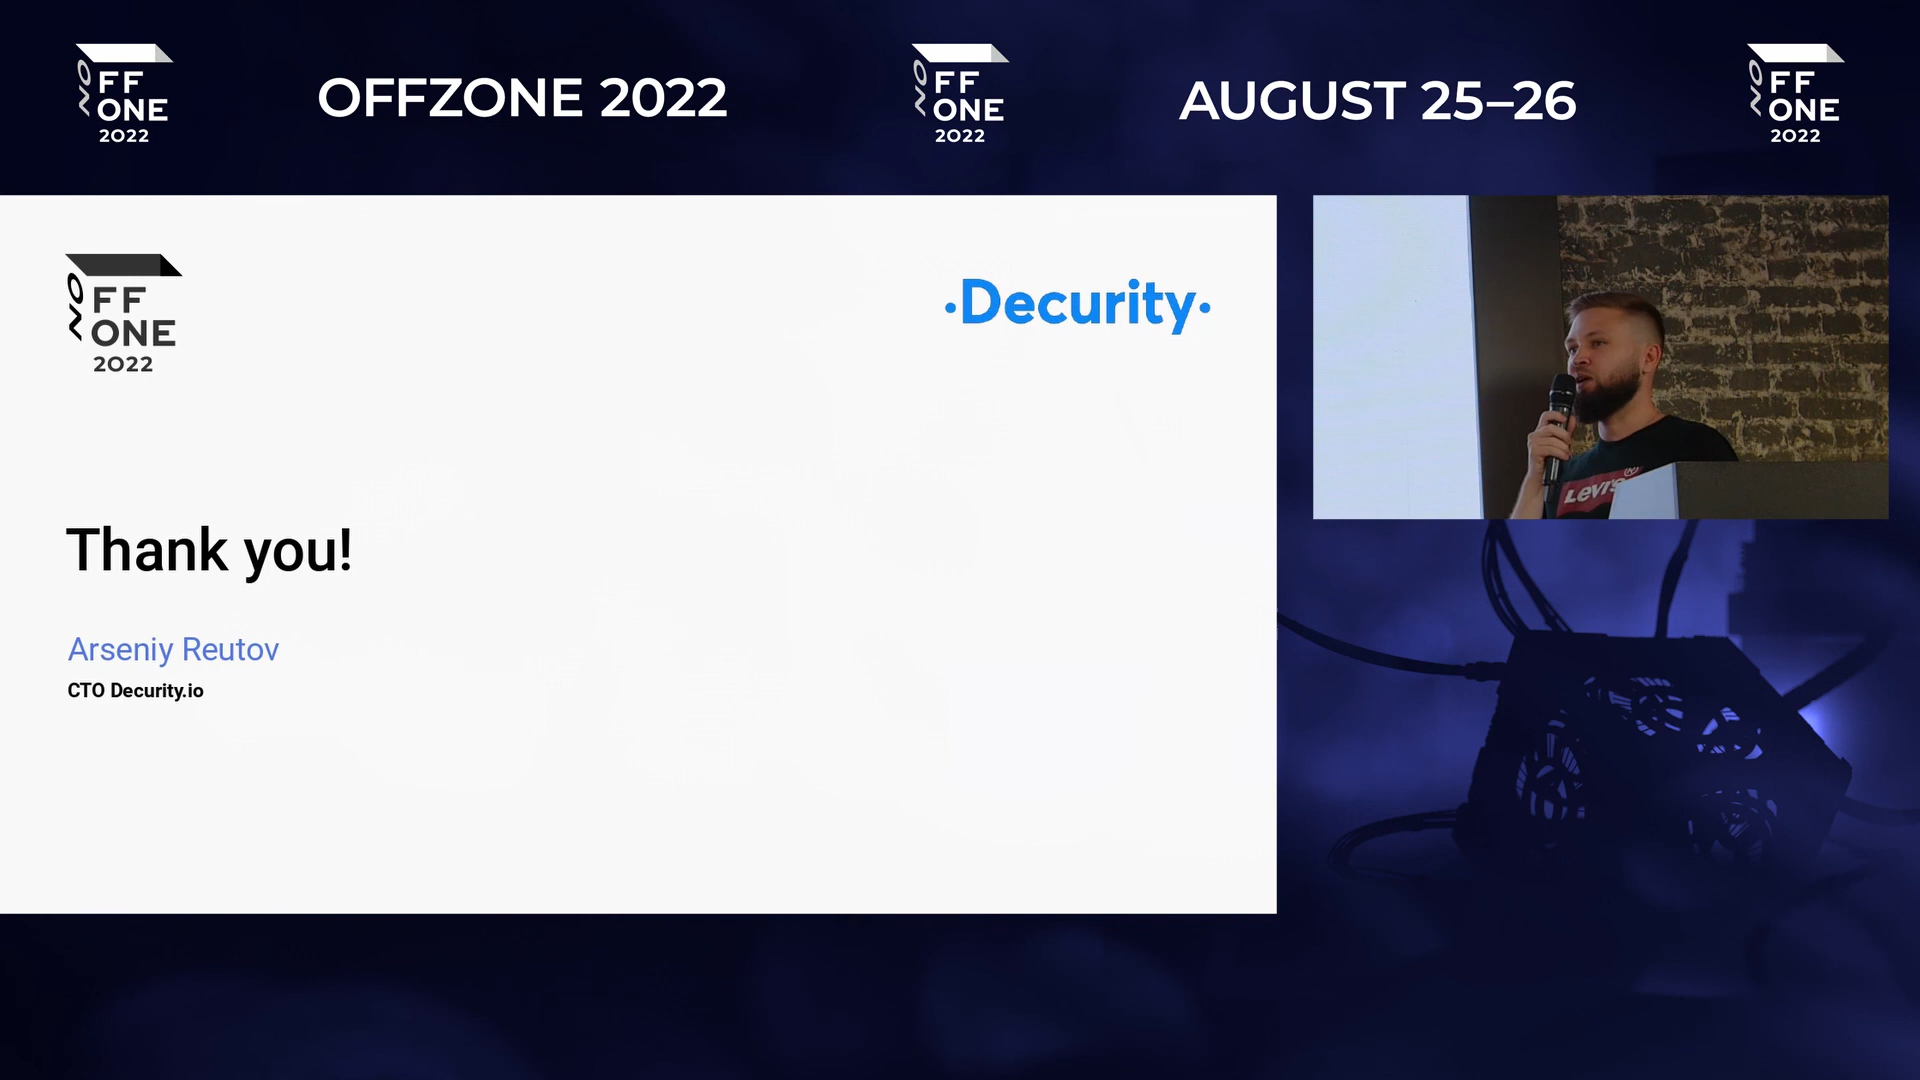 OFF
ZONE
2022
OFFZONE 2022
OFF
ZONE
2022
AUGUST 25–26
OFF
ZONE
2022
OFF
ZONE
2022
·Decurity·
Thank you!
Arseniy Reutov
CTO Decurity.io
Levi's